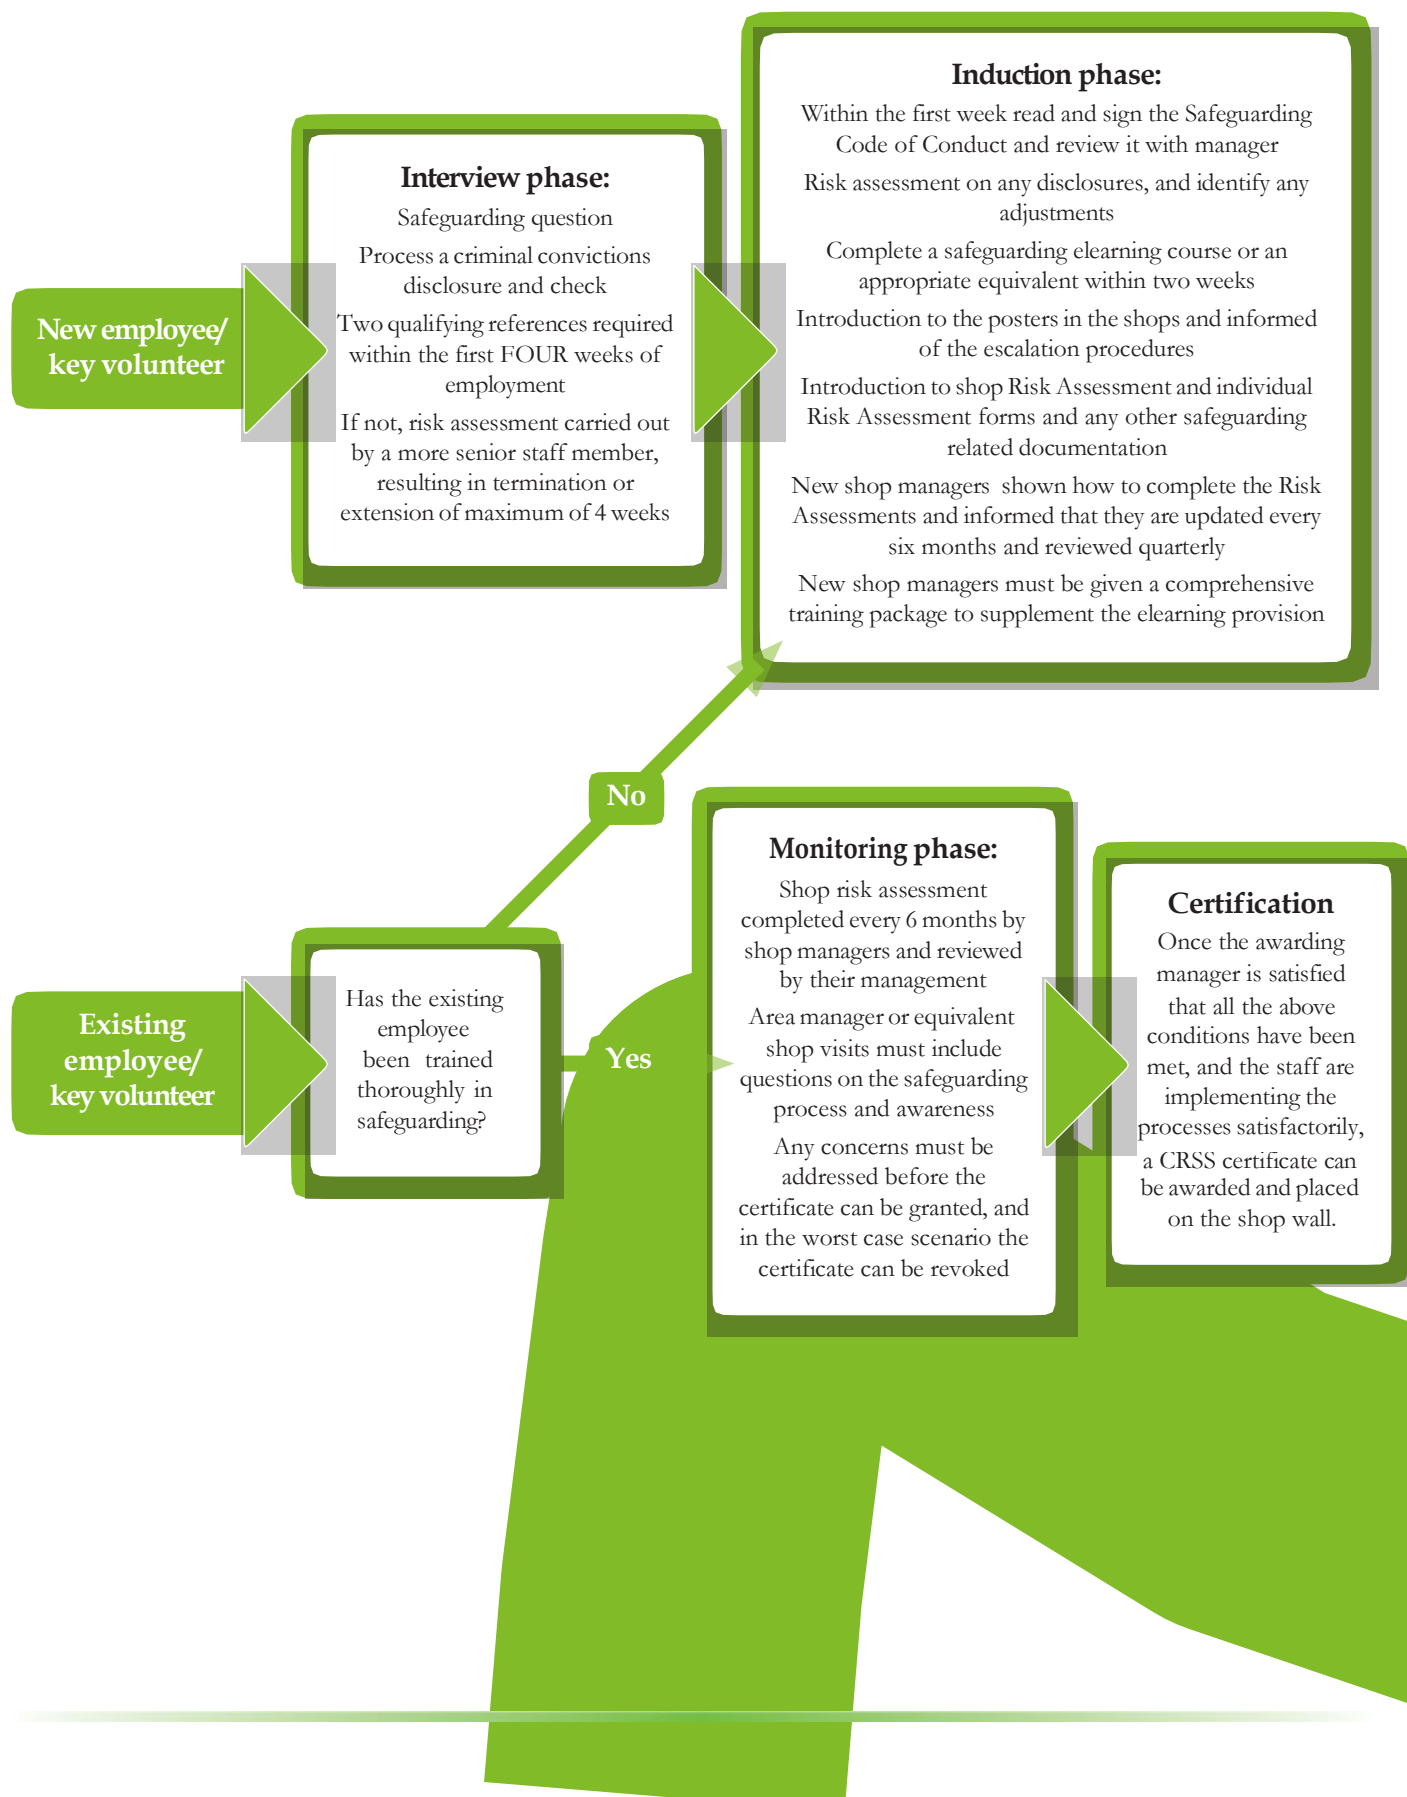 New employee/
key volunteer
Interview phase:
Safeguarding question
Process a criminal convictions
disclosure and check
Two qualifying references required
within the first FOUR weeks of
employment
If not, risk assessment carried out
by a more senior staff member,
resulting in termination or
extension of maximum of 4 weeks
Induction phase:
Within the first week read and sign the Safeguarding
Code of Conduct and review it with manager
Risk assessment on any disclosures, and identify any
adjustments
Complete a safeguarding elearning course or an
appropriate equivalent within two weeks
Introduction to the posters in the shops and informed
of the escalation procedures
Introduction to shop Risk Assessment and individual
Risk Assessment forms and any other safeguarding
related documentation
New shop managers shown how to complete the Risk
Assessments and informed that they are updated every
six months and reviewed quarterly
New shop managers must be given a comprehensive
training package to supplement the elearning provision
Existing
employee/
key volunteer
Has the existing
employee
been trained
thoroughly in
safeguarding?
No
Yes
Monitoring phase:
Shop risk assessment
completed every 6 months by
shop managers and reviewed
by their management
Area manager or equivalent
shop visits must include
questions on the safeguarding
process and awareness
Any concerns must be
addressed before the
certificate can be granted, and
in the worst case scenario the
certificate can be revoked
Certification
Once the awarding
manager is satisfied
that all the above
conditions have been
met, and the staff are
implementing the
processes satisfactorily,
a CRSS certificate can
be awarded and placed
on the shop wall.